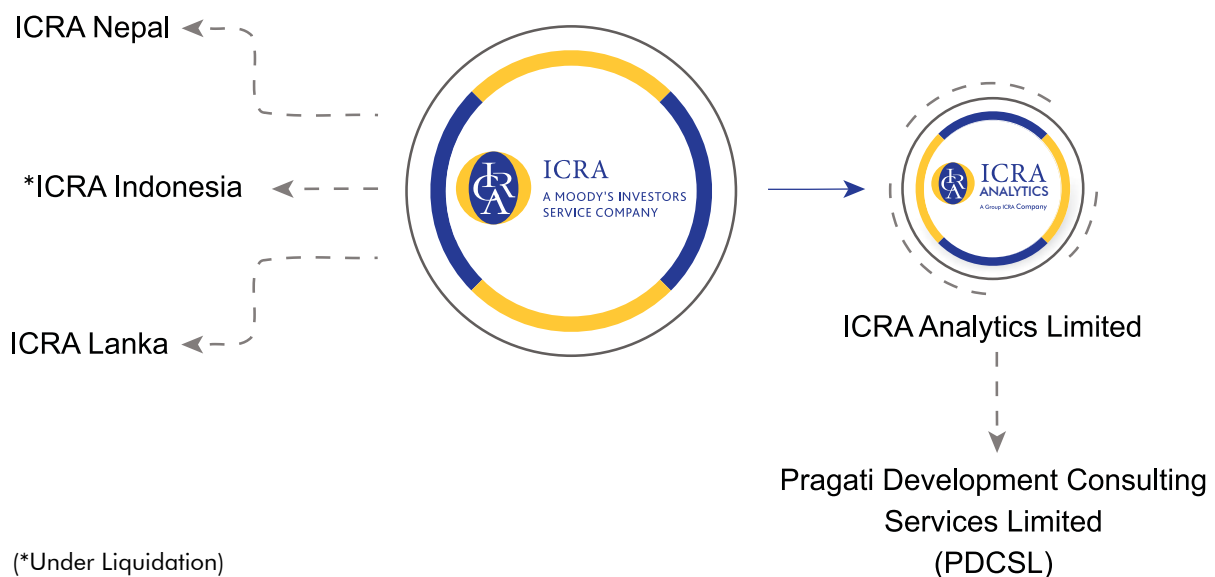 ICRA Nepal
*ICRA Indonesia
ICRA Lanka
ICRA
ICRA
A MOODY'S INVESTORS
SERVICE COMPANY
ICRA
ANALYTICS
A Group ICRA Company
ICRA Analytics Limited
Pragati Development Consulting
Services Limited
(PDCSL)
(*Under Liquidation)